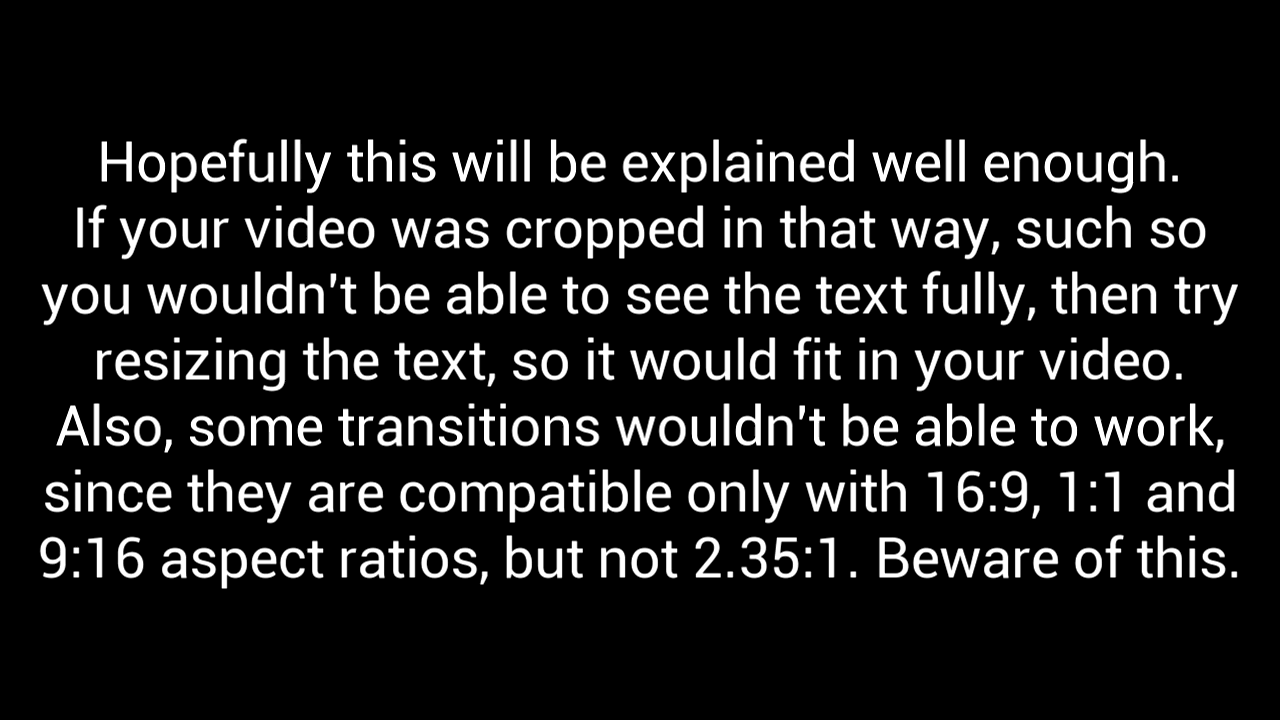 Hopefully this will be explained well enough.
If your video was cropped in that way, such so
you wouldn't be able to see the text fully, then try
resizing the text, so it would fit in your video.
Also, some transitions wouldn't be able to work,
since they are compatible only with 16:9, 1:1 and
9:16 aspect ratios, but not 2.35:1. Beware of this.